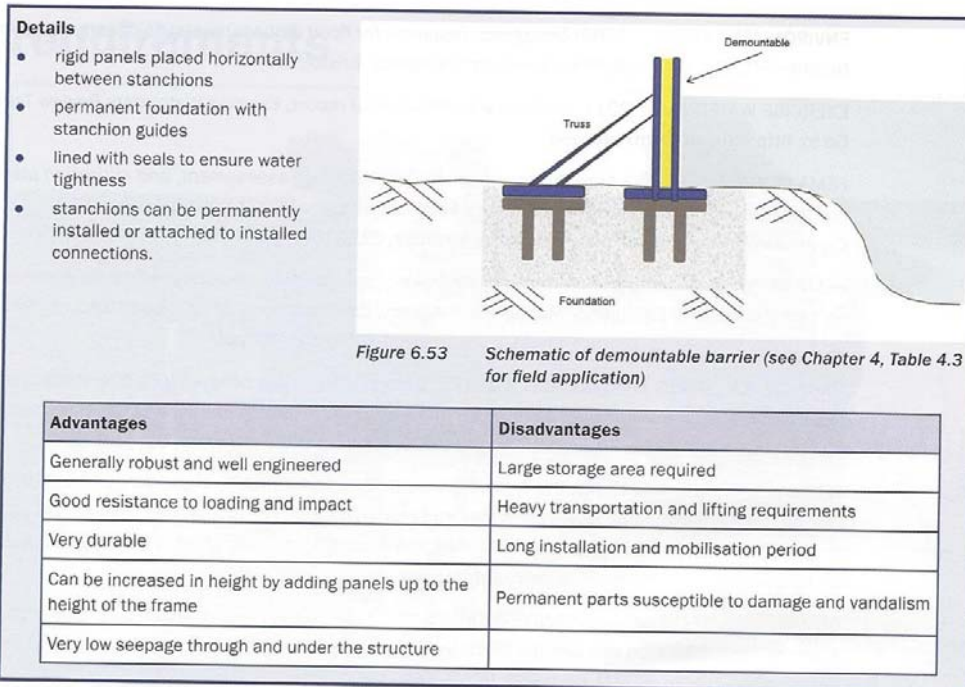 Details
• rigid panels placed horizontally
between stanchions
• permanent foundation with
stanchion guides
• lined with seals to ensure water
tightness
• stanchions can be permanently
installed or attached to installed
connections.
Demountable
Truss
Foundation
Figure 6.53 Schematic of demountable barrier (see Chapter 4, Table 4.3
for field application)
Advantages Disadvantages
Generally robust and well engineered Large storage area required
Good resistance to loading and impact Heavy transportation and lifting requirements
Very durable Long installation and mobilisation period
Can be increased in height by adding panels up to the
height of the frame
Permanent parts susceptible to damage and vandalism
Very low seepage through and under the structure